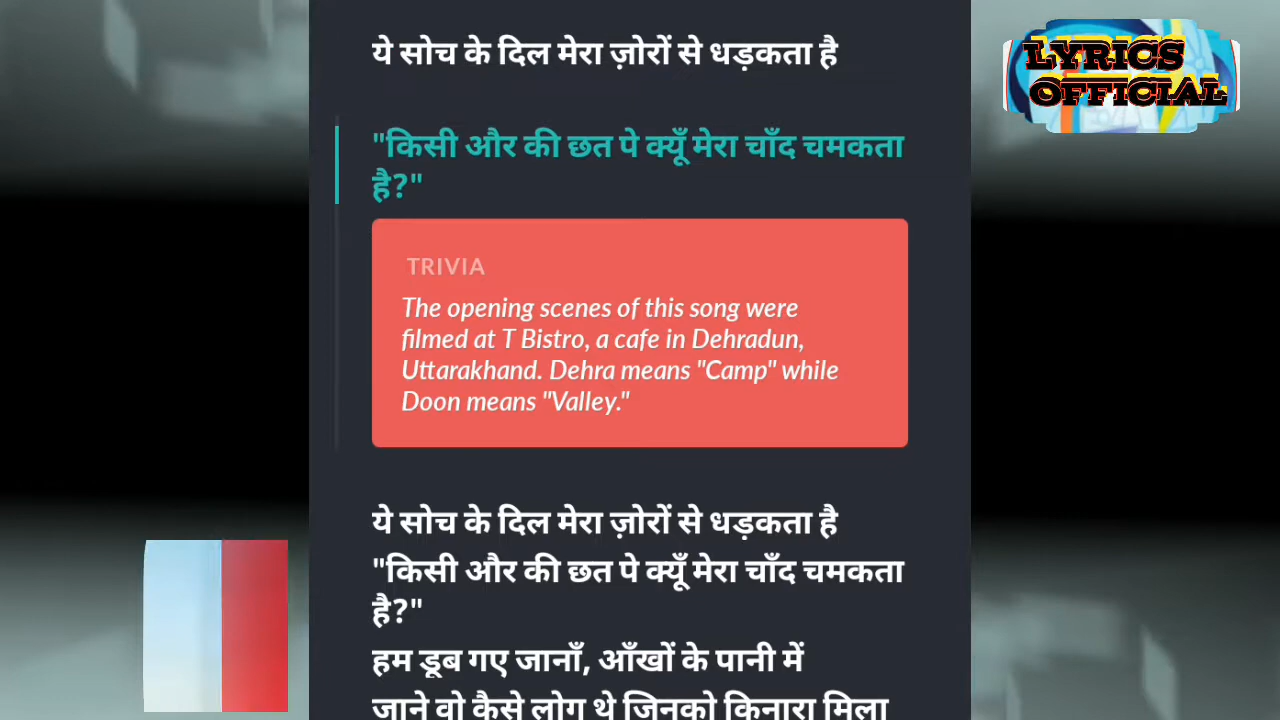 LYRICS
OFFICIAL
ये सोच के दिल मेरा ज़ोरों से धड़कता है
"किसी और की छत पे क्यूँ मेरा चाँद चमकता
है?"
TRIVIA
The opening scenes of this song were
filmed at T Bistro, a cafe in Dehradun,
Uttarakhand. Dehra means "Camp" while
Doon means "Valley."
ये सोच के दिल मेरा ज़ोरों से धड़कता है
"किसी और की छत पे क्यूँ मेरा चाँद चमकता
है?"
हम डूब गए जानाँ, आँखों के पानी में
जाने वो कैसे लोग थे जिनको किनारा मिला